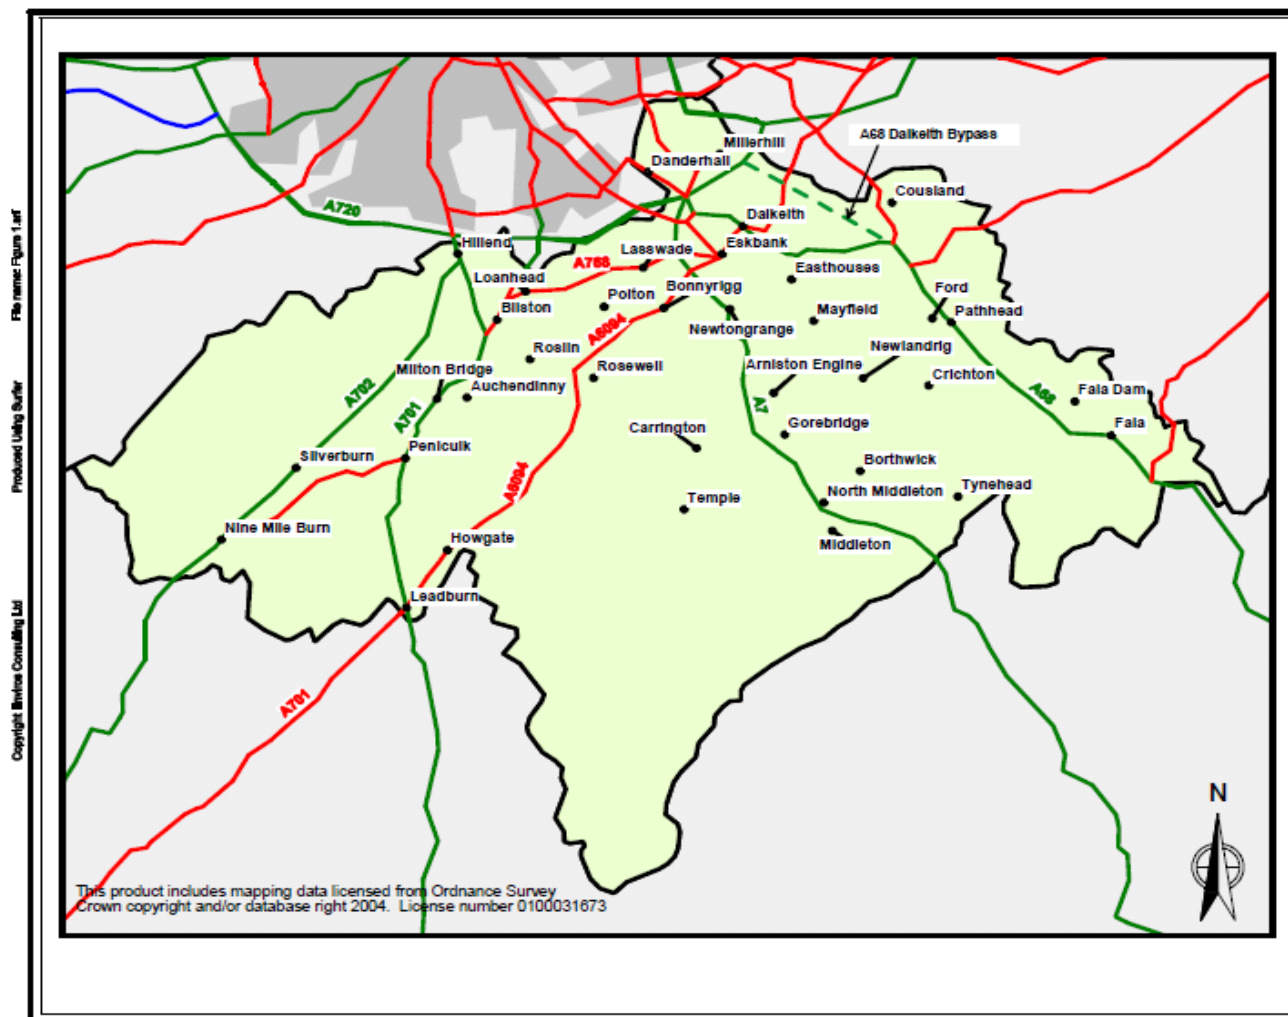 A68 Dalkeith Bypass
Millerhill
Danderhall
Cousland
A720
Dalkeith
Hillend
Lasswade
Eskbank
A768
Loanhead
Easthouses
Polton
Bonnyrigg
Ford
Bilston
Mayfield
Pathhead
Newtongrange
A6094
Roslin
Newlandrig
Milton Bridge
Rosewell
Arniston Engine
Crichton
A702
Auchendinny
A68
Fala Dam
A701
A7
Carrington
Gorebridge
Fala
Silverburn
Penicuik
Borthwick
A6094
Temple
North Middleton
Tynehead
Nine Mile Burn
Howgate
Middleton
Leadburn
A701
N
This product includes mapping data licensed from Ordnance Survey
Crown copyright and/or database right 2004. License number 0100031673
Copyright Enviros Consulting Ltd
Produced Using Surfer
File name: Figure 1.srf